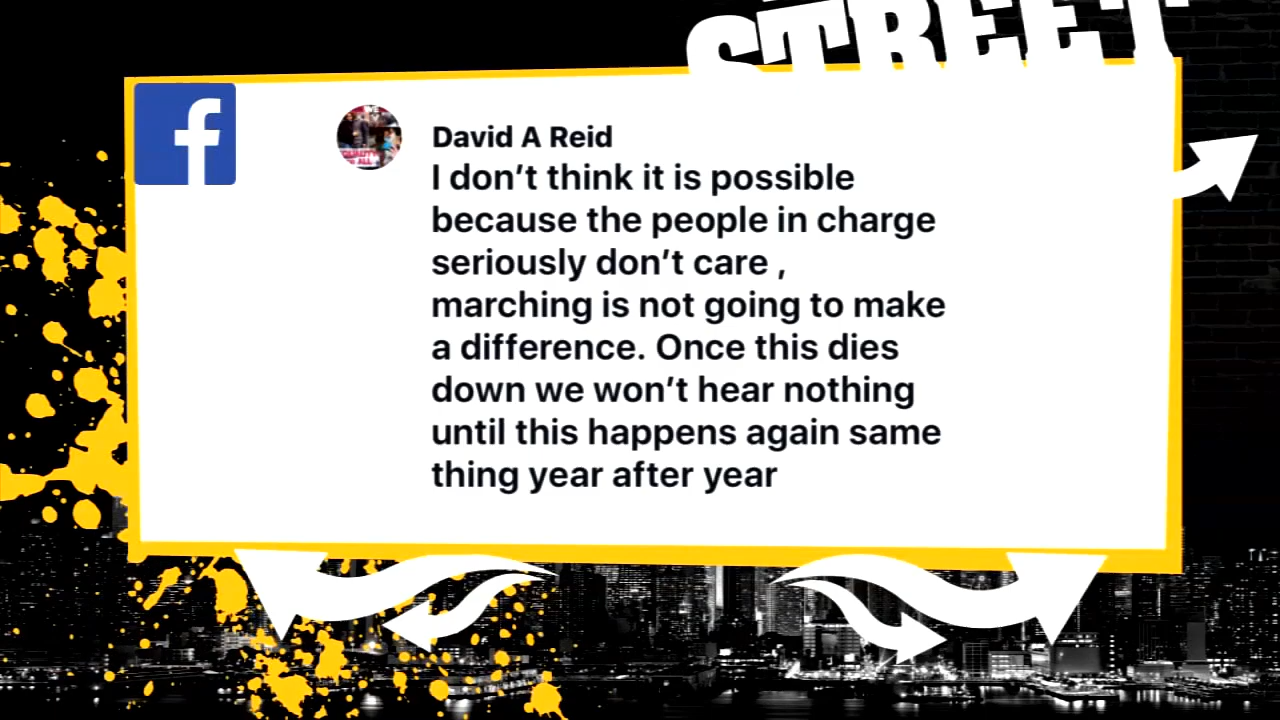 STREET
f
David A Reid
I don’t think it is possible
because the people in charge
seriously don’t care ,
marching is not going to make
a difference. Once this dies
down we won’t hear nothing
until this happens again same
thing year after year